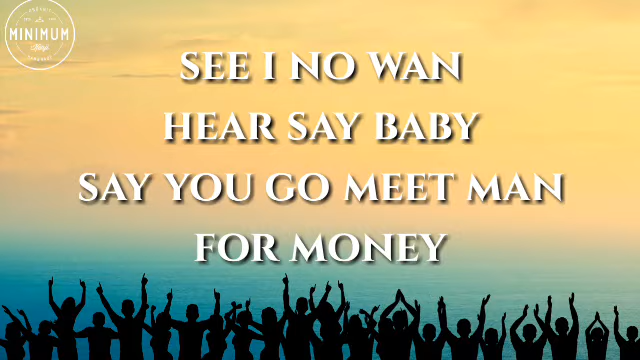 MINIMUM
SEE I NO WAN
HEAR SAY BABY
SAY YOU GO MEET MAN
FOR MONEY